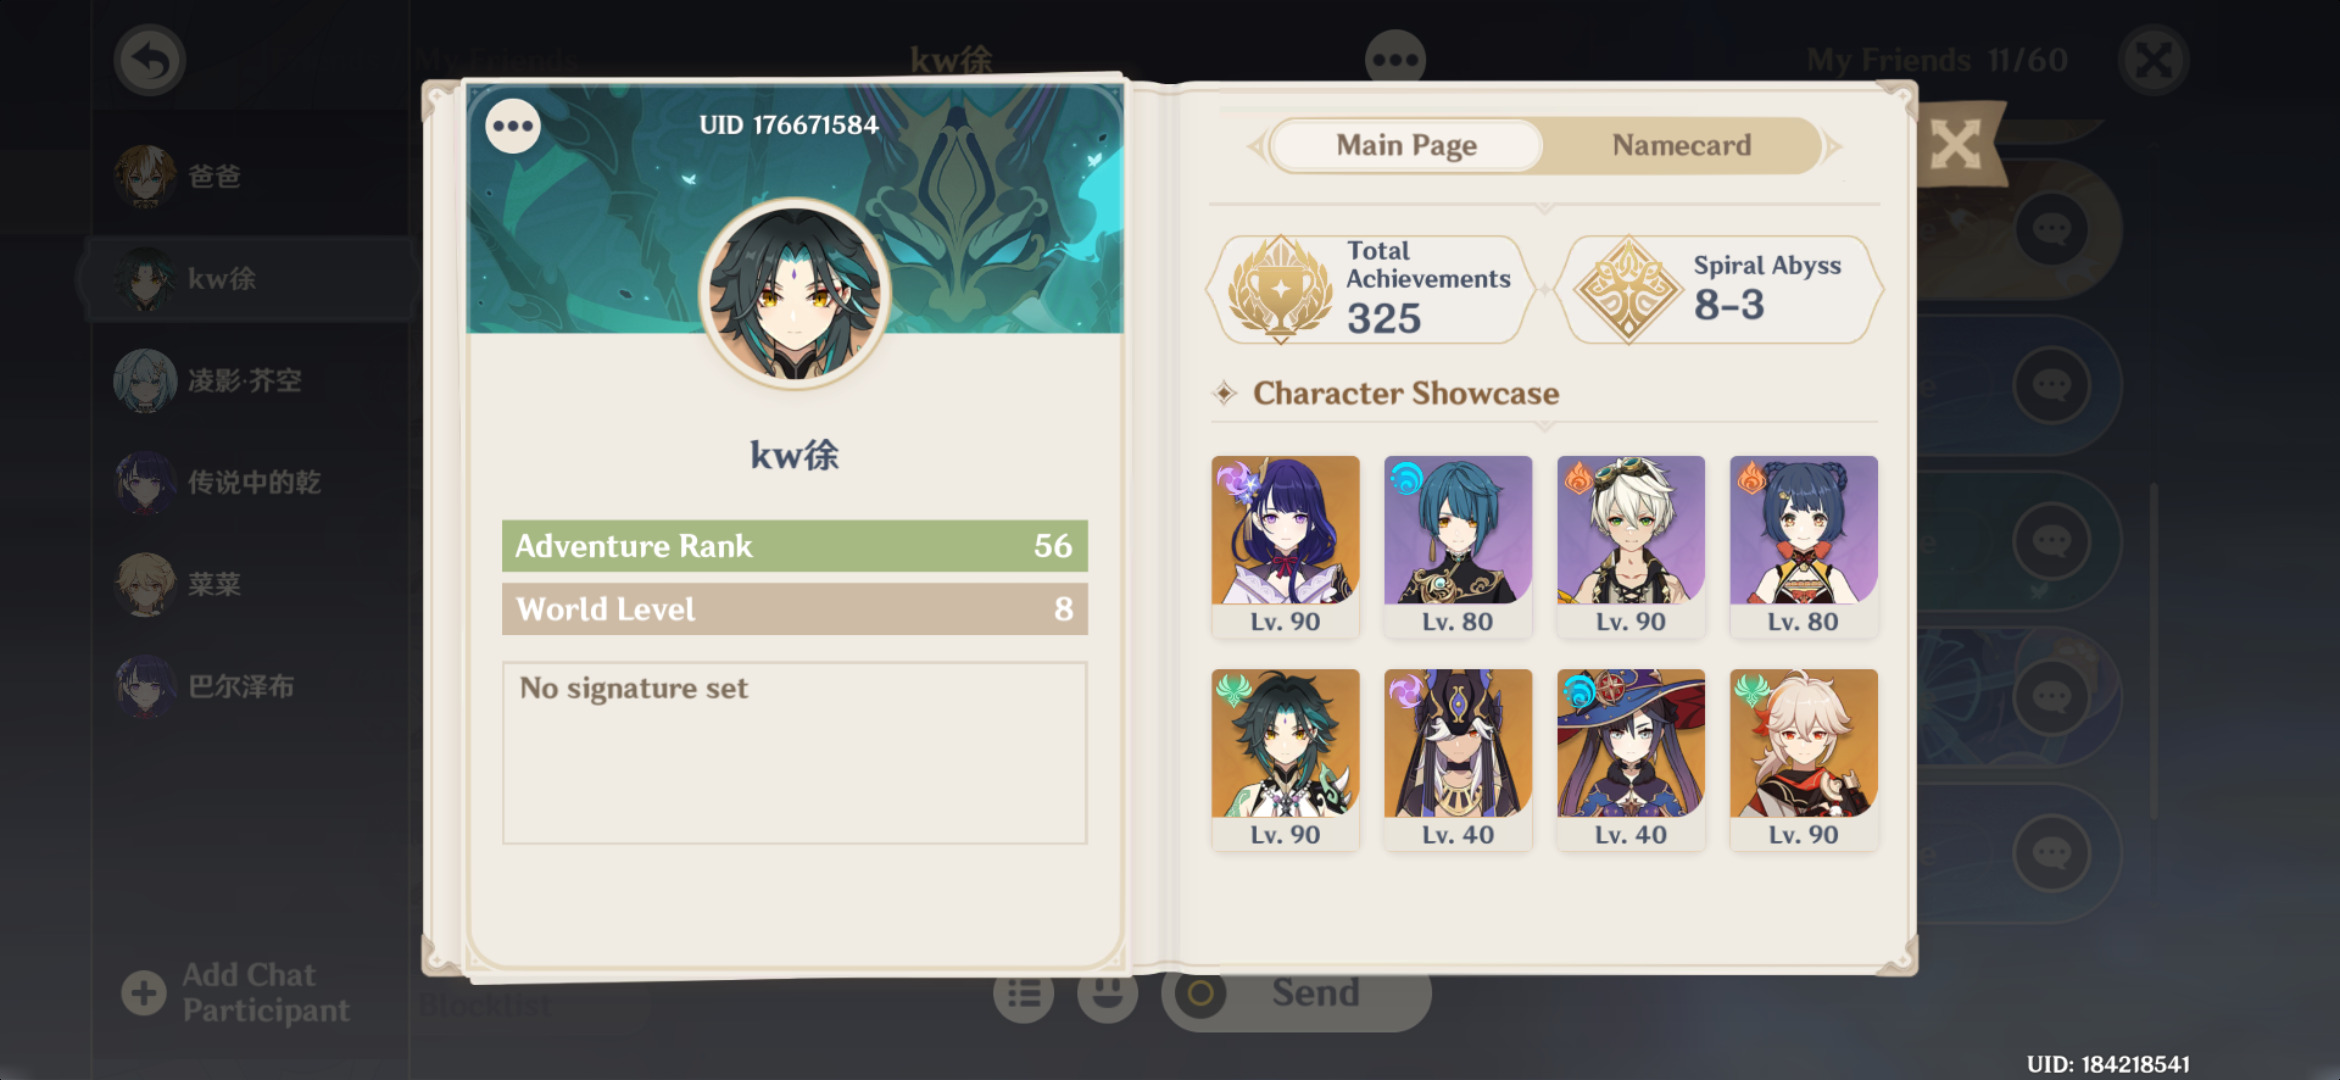 My Friends
kw徐
My Friends 11/60
UID 176671584
Main Page
Namecard
爸爸
kw徐
凌影·芥空
传说中的乾
菜菜
巴尔泽布
Total
Achievements
325
Spiral Abyss
8-3
Character Showcase
kw徐
Adventure Rank 56
World Level 8
No signature set
Lv. 90
Lv. 80
Lv. 90
Lv. 80
Lv. 90
Lv. 40
Lv. 40
Lv. 90
Add Chat
Participant
Blocklist
Send
UID: 184218541